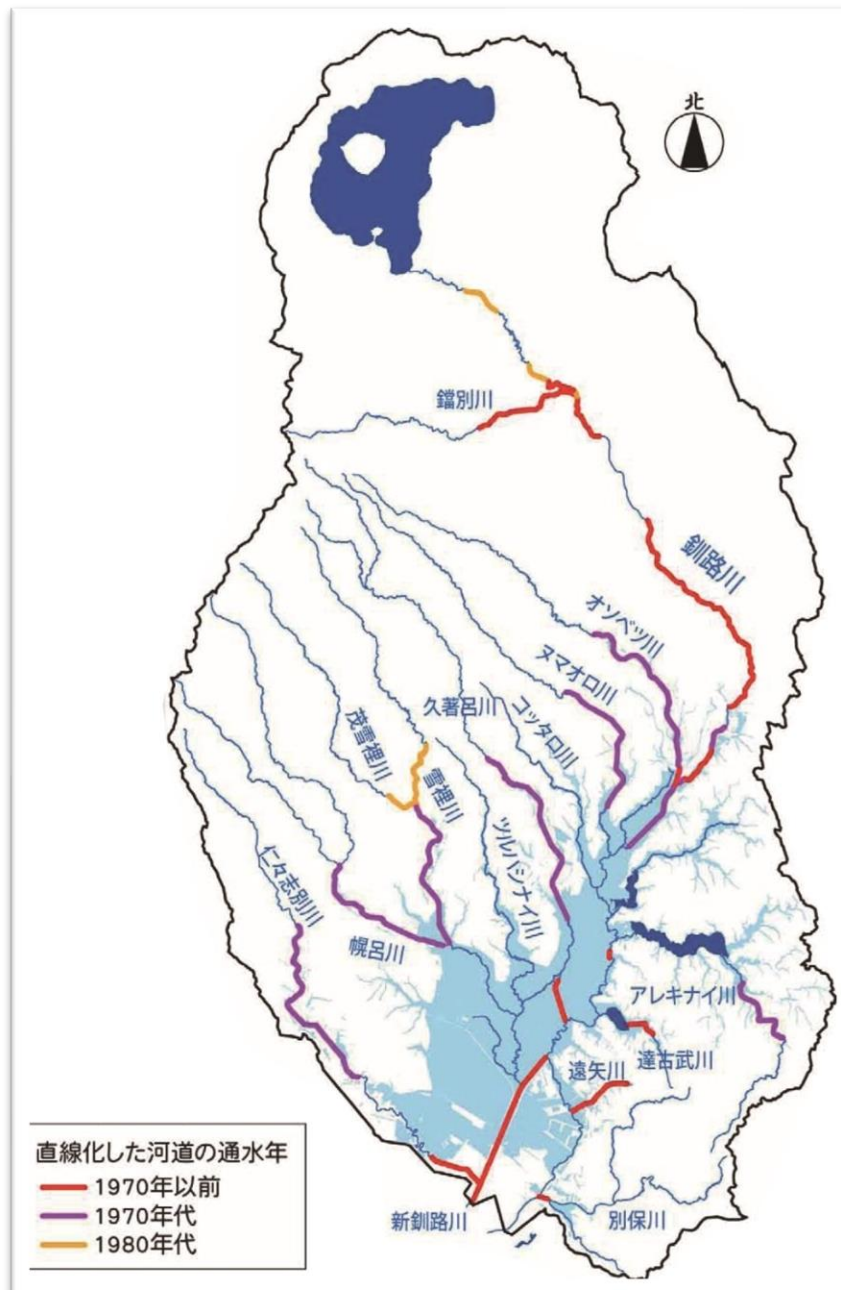 北
鐺別川
釧路川
オソベツ川
ヌマオロ川
コッタロ川
久著呂川
茂雪裡川
雪裡川
ツルハシナイ川
仁々志別川
幌呂川
アレキナイ川
達古武川
遠矢川
別保川
新釧路川
直線化した河道の通水年
1970年以前
1970年代
1980年代